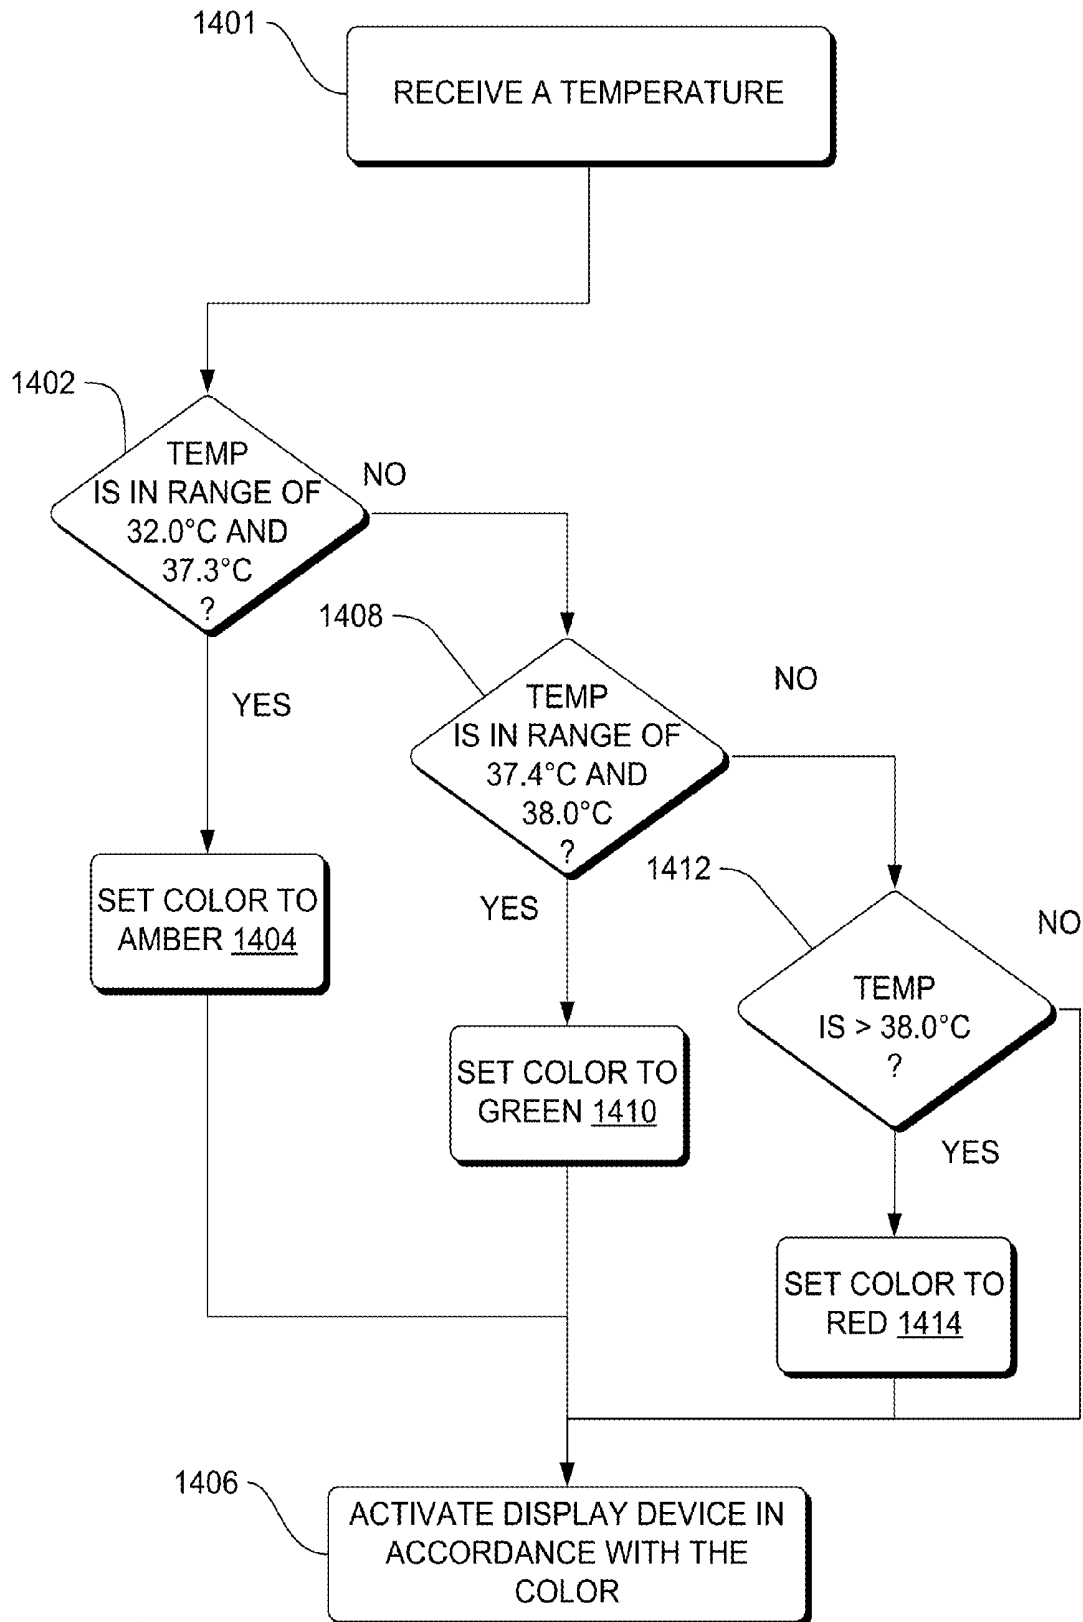 1401
RECEIVE A TEMPERATURE
1402
TEMP
IS IN RANGE OF
32.0°C AND
37.3°C
?
NO
YES
1408
TEMP
IS IN RANGE OF
37.4°C AND
38.0°C
?
NO
YES
SET COLOR TO
AMBER 1404
1412
TEMP
IS > 38.0°C
?
NO
YES
SET COLOR TO
GREEN 1410
SET COLOR TO
RED 1414
1406
ACTIVATE DISPLAY DEVICE IN
ACCORDANCE WITH THE
COLOR